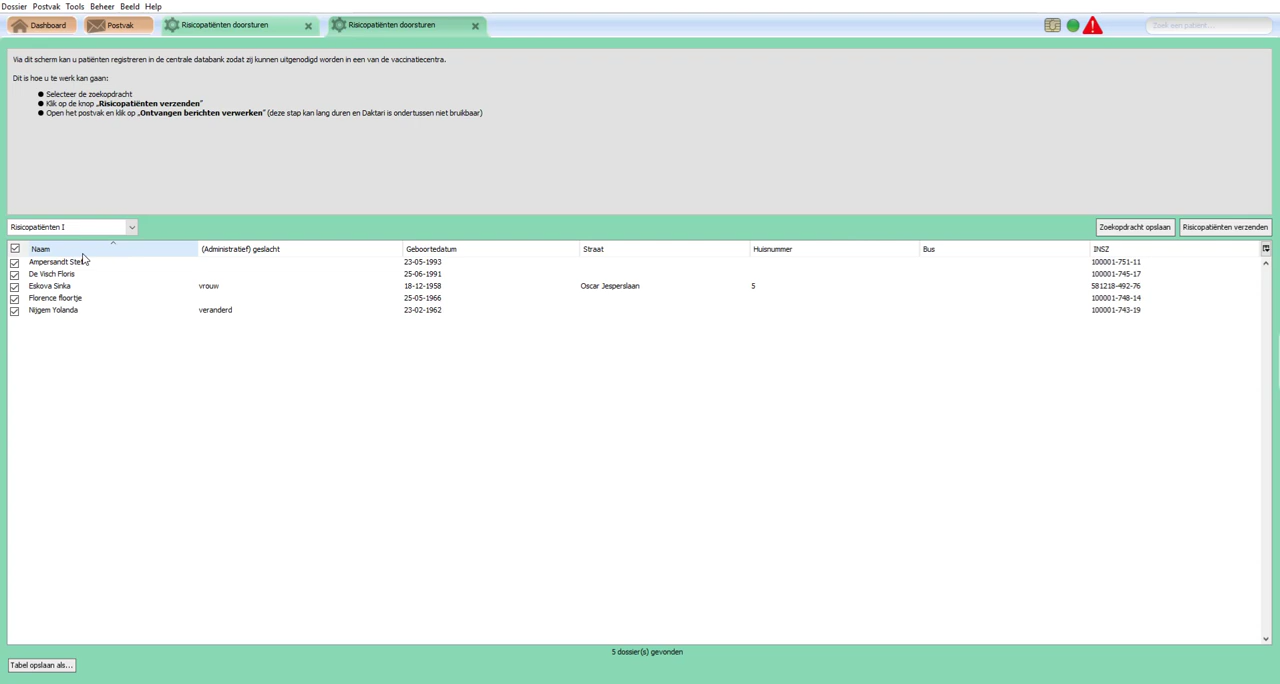 Dossier Postvak Tools Beheer Beeld Help
Dashboard Postvak Risicopatiënten doorsturen Risicopatiënten doorsturen Zoek een patiënt...
Via dit scherm kan u patiënten registreren in de centrale databank zodat zij kunnen uitgenodigd worden in een van de vaccinatiecentra.
Dit is hoe u te werk kan gaan:
● Selecteer de zoekopdracht
● Klik op de knop „Risicopatiënten verzenden”
● Open het postvak en klik op „Ontvangen berichten verwerken” (deze stap kan lang duren en Daktari is ondertussen niet bruikbaar)
Risicopatiënten I Zoekopdracht opslaan Risicopatiënten verzenden
Naam (Administratief) geslacht Geboortedatum Straat Huisnummer Bus INSZ
Ampersandt 23-05-1993 100001-751-11
De Visch Floris 25-06-1991 100001-745-17
Eskova Sinka vrouw 18-12-1958 Oscar Jesperslaan 5 581218-492-76
Florence floortje 25-05-1966 100001-748-14
Nijgem Yolanda veranderd 23-02-1962 100001-743-19
5 dossier(s) gevonden
Tabel opslaan als...